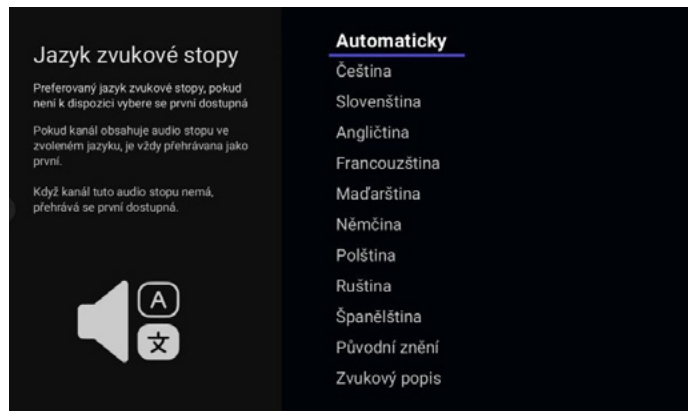 Jazyk zvukové stopy
Preferovaný jazyk zvukové stopy, pokud
není k dispozici vybere se první dostupná
Pokud kanál obsahuje audio stopu ve
zvoleném jazyku, je vždy přehrávana jako
první.
Když kanál tuto audio stopu nemá,
přehrává se první dostupná.
A
文
Automaticky
Čeština
Slovenština
Angličtina
Francouzština
Maďarština
Němčina
Polština
Ruština
Španělština
Původní znění
Zvukový popis